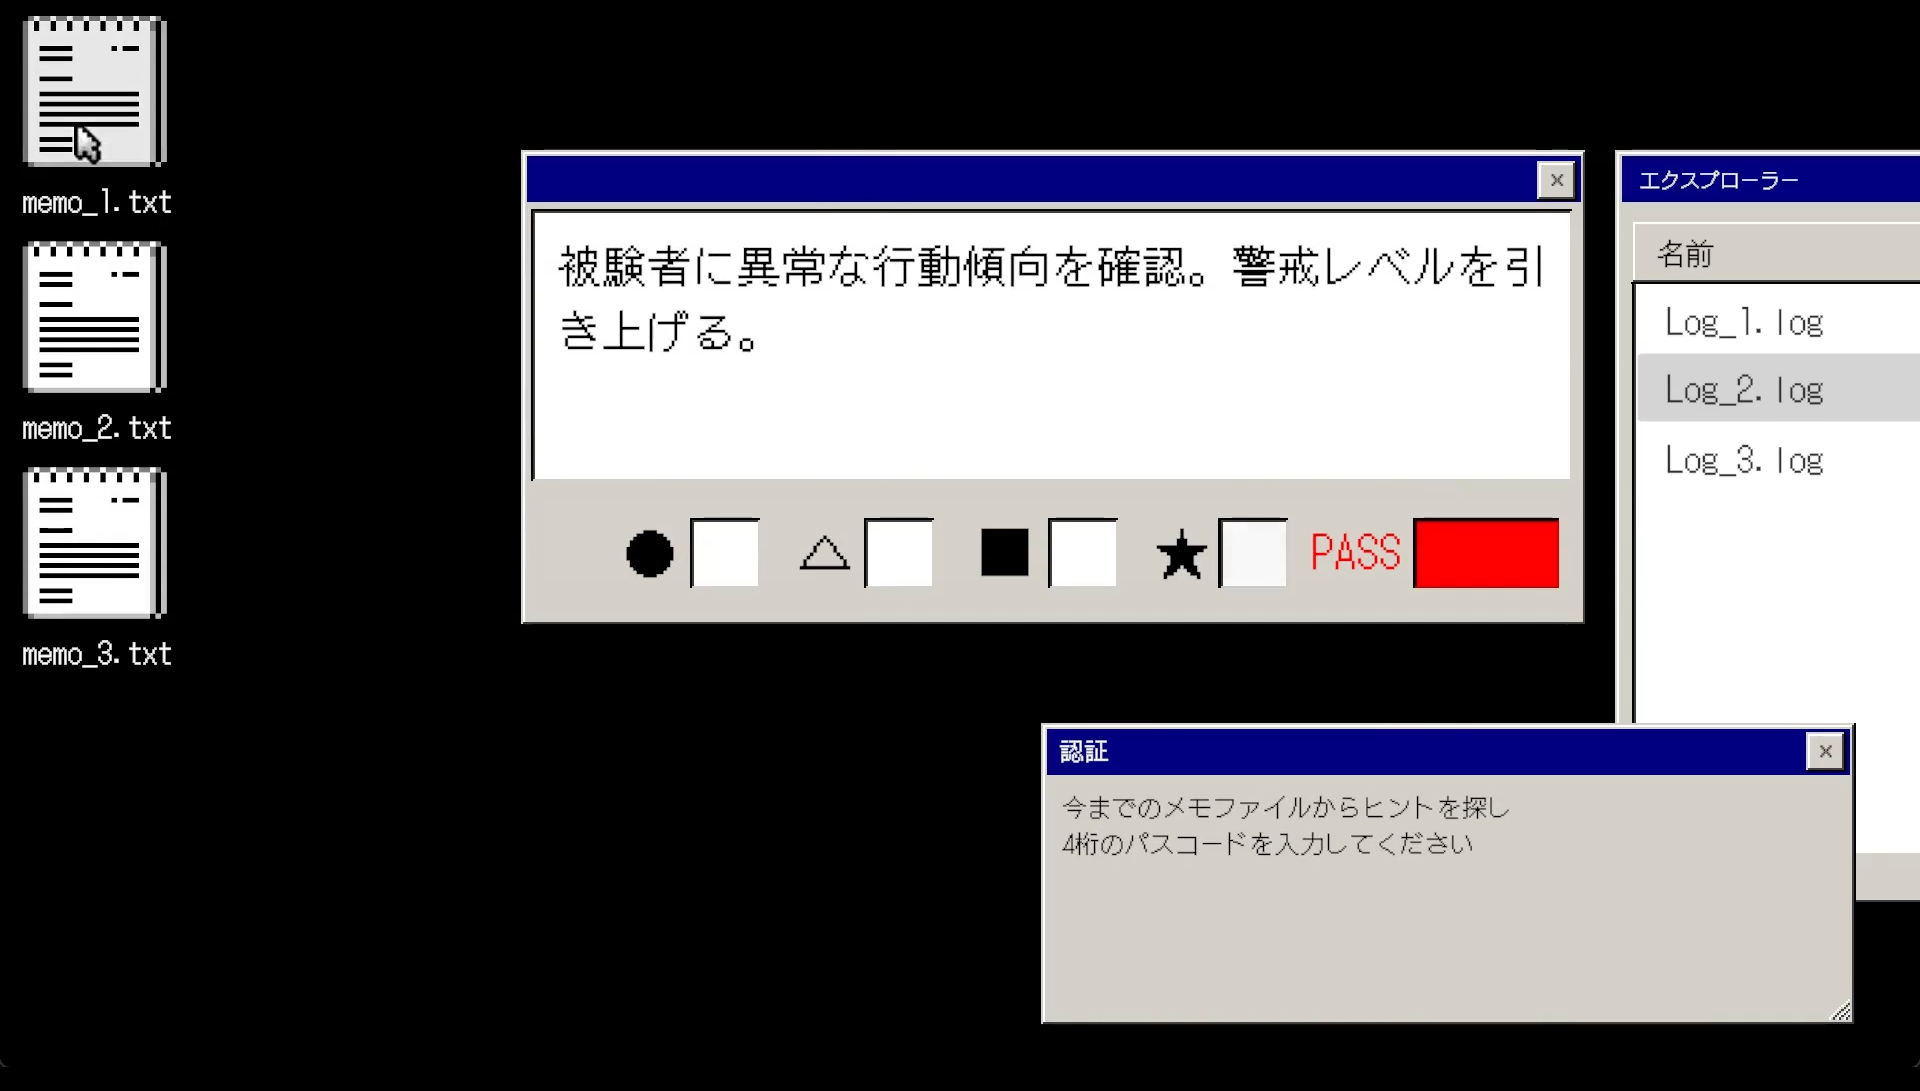 memo_1.txt
memo_2.txt
memo_3.txt
被験者に異常な行動傾向を確認。警戒レベルを引
き上げる。
● △ ■ ★ PASS
エクスプローラー
名前
Log_1.log
Log_2.log
Log_3.log
認証
今までのメモファイルからヒントを探し
4桁のパスコードを入力してください